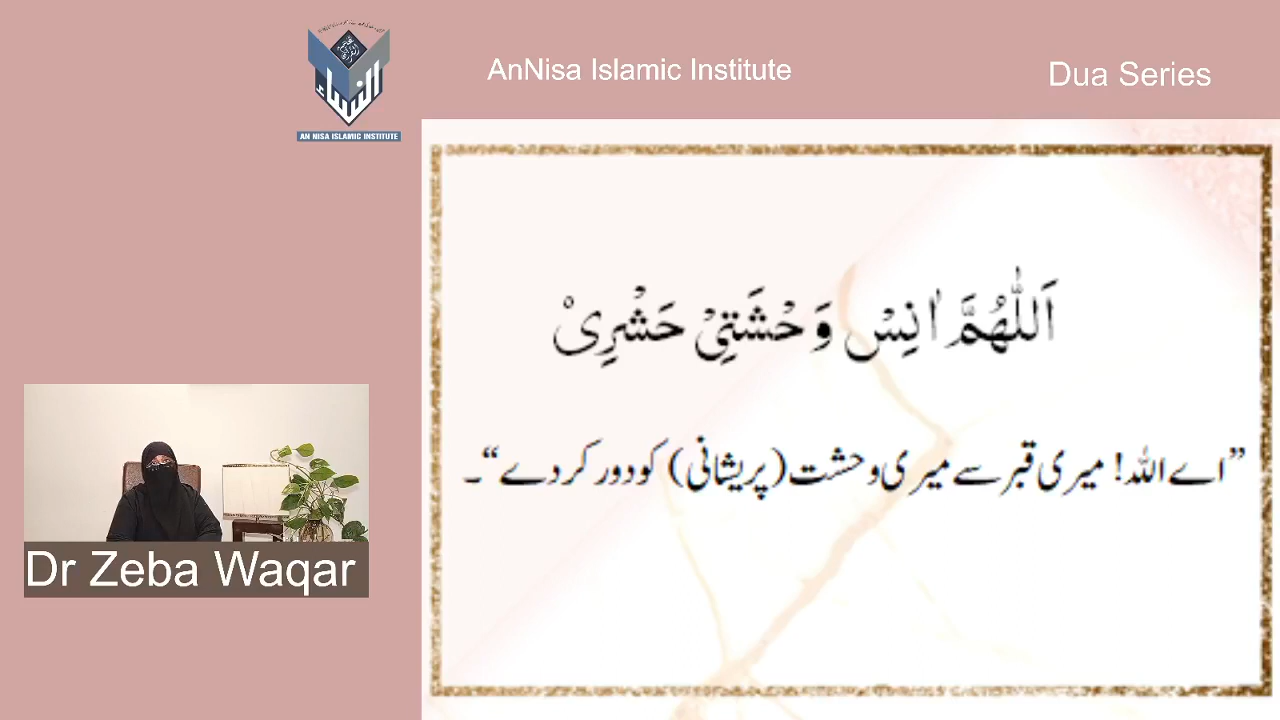 AN NISA ISLAMIC INSTITUTE
AnNisa Islamic Institute
Dua Series
اَللّٰهُمَّ اٰنِسْ وَحْشَتِیْ حَشْرِیْ
”اے اللہ! میری قبر سے میری وحشت (پریشانی) کو دور کر دے“۔
Dr Zeba Waqar